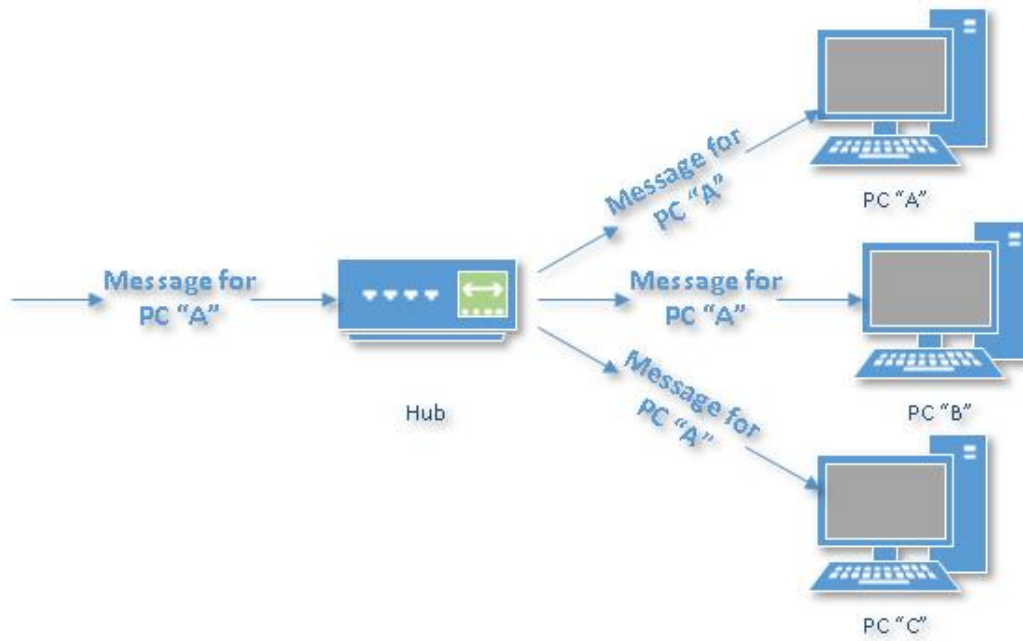 Message for
PC “A”
PC “A”
Message for
PC “A”
Hub
Message for
PC “A”
PC “B”
Message for
PC “A”
PC “C”